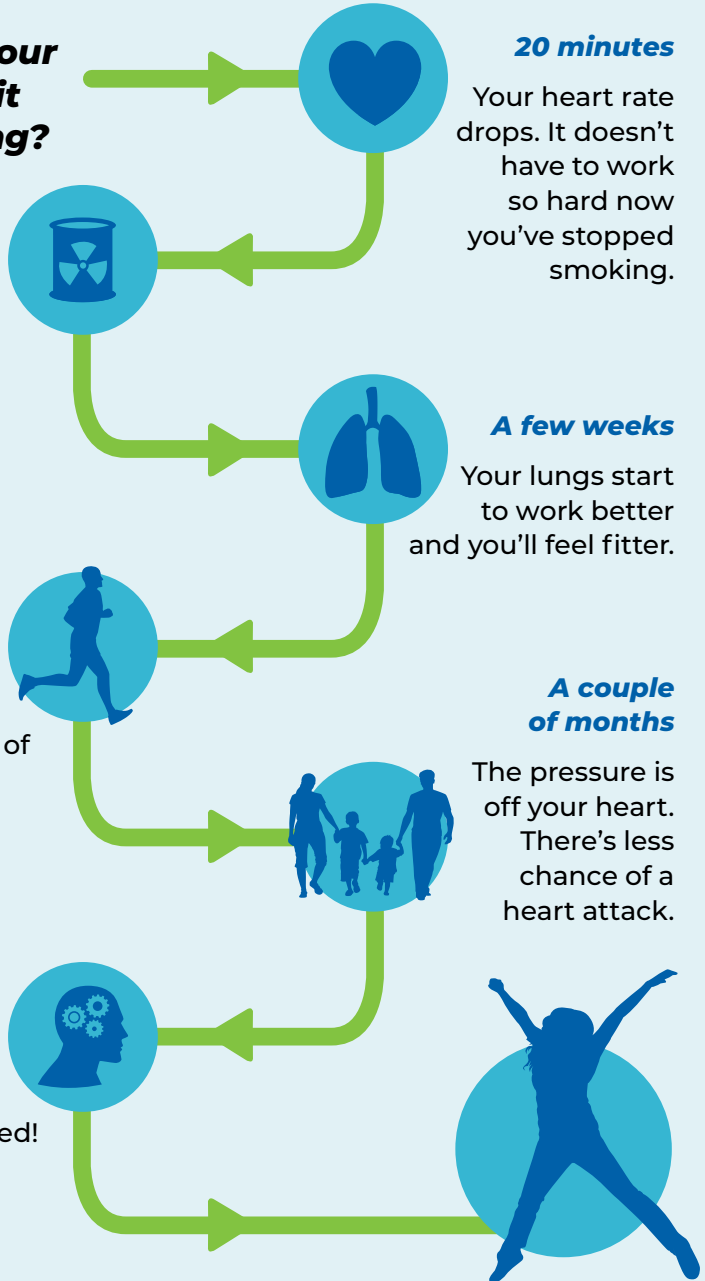 our
it
ng?
20 minutes
Your heart rate
drops. It doesn’t
have to work
so hard now
you’ve stopped
smoking.
A few weeks
Your lungs start
to work better
and you’ll feel fitter.
of
A couple
of months
The pressure is
off your heart.
There’s less
chance of a
heart attack.
ed!